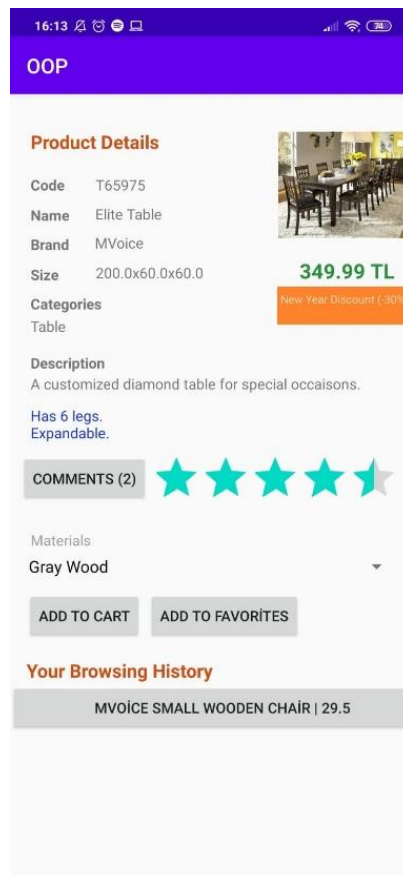 16:13
74
OOP
Product Details
Code T65975
Name Elite Table
Brand MVoice
Size 200.0x60.0x60.0
349.99 TL
New Year Discount (-30%
Categories
Table
Description
A customized diamond table for special occaisons.
Has 6 legs.
Expandable.
COMMENTS (2)
Materials
Gray Wood
ADD TO CART ADD TO FAVORİTES
Your Browsing History
MVOİCE SMALL WOODEN CHAİR | 29.5